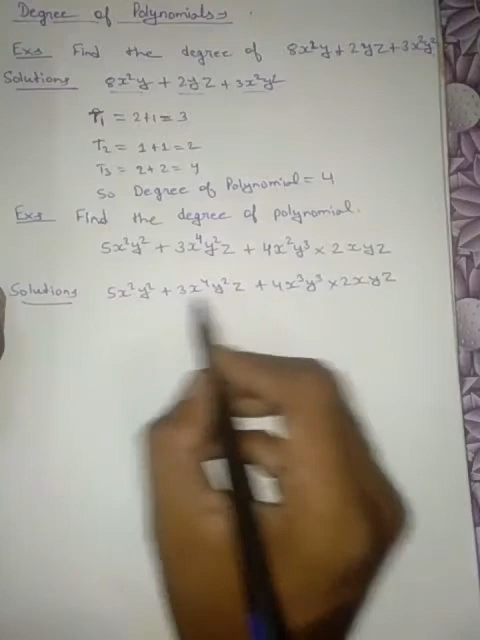 Degree of Polynomials⇒
Ex:- Find the degree of 8x²y + 2yz + 3x²y²
Solution:- 8x²y + 2yz + 3x²y²
T₁ = 2+1 = 3
T₂ = 1+1 = 2
T₃ = 2+2 = 4
So Degree of Polynomial = 4
Ex:- Find the degree of polynomial.
5x²y² + 3x⁴y²z + 4x²y³ × 2xyz
Solution:- 5x²y² + 3x⁴y²z + 4x³y³ × 2xyz